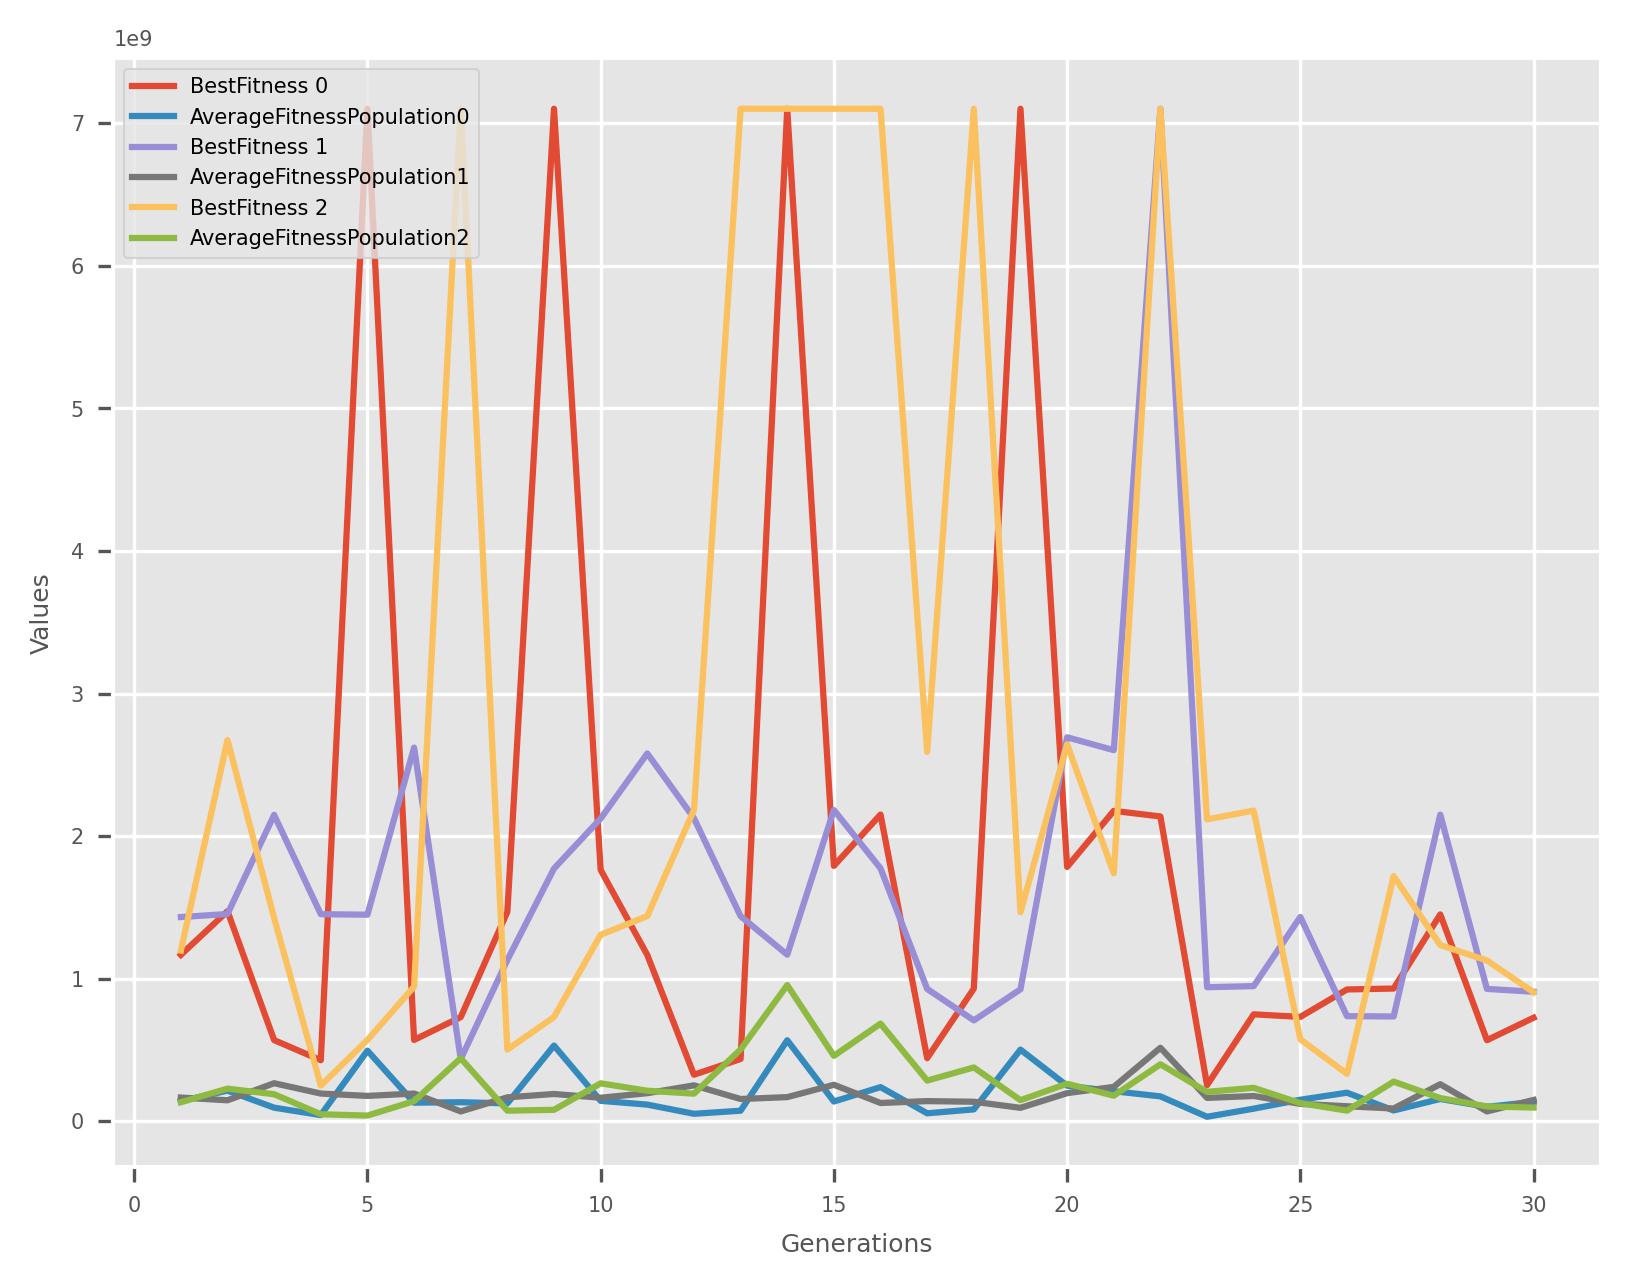 1e9
BestFitness 0
AverageFitnessPopulation0
BestFitness 1
AverageFitnessPopulation1
BestFitness 2
AverageFitnessPopulation2
7
6
5
4
3
2
1
0
Values
0 5 10 15 20 25 30
Generations